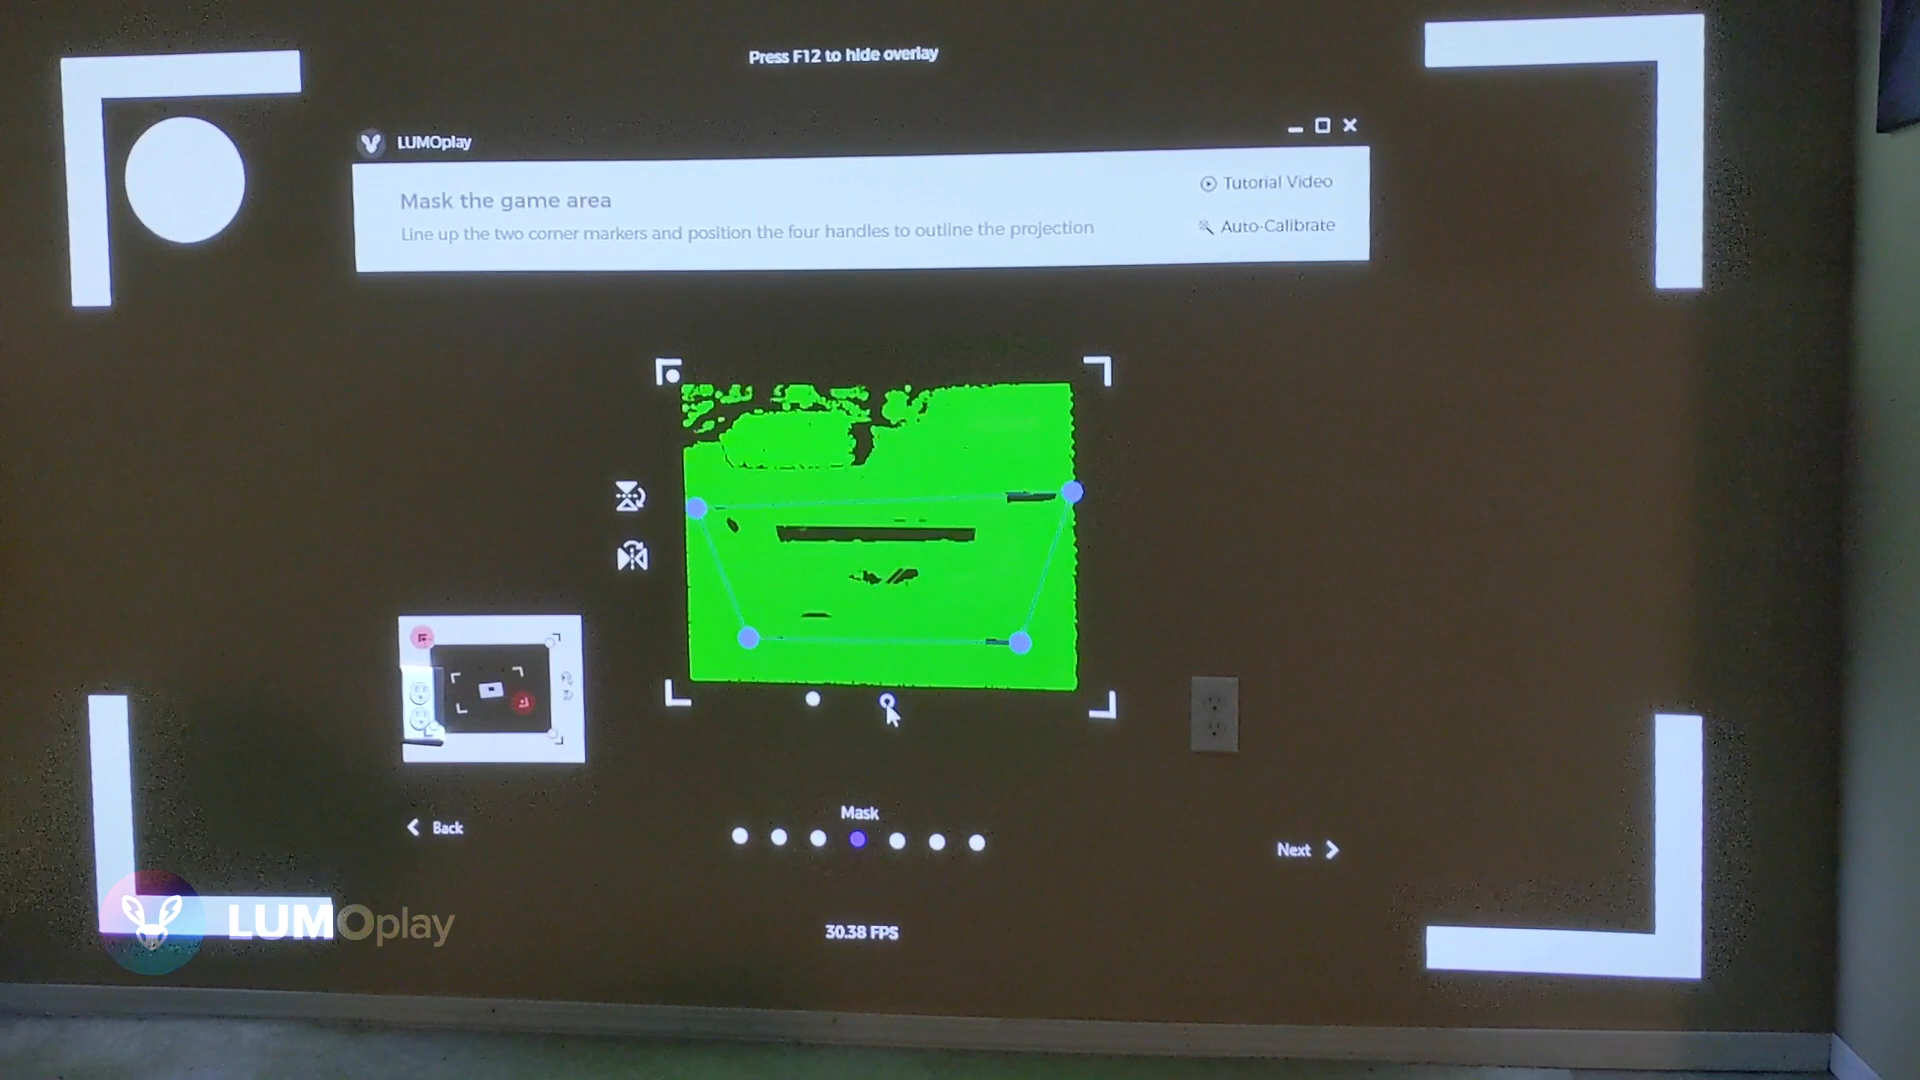 Press F12 to hide overlay
LUMOplay
Mask the game area
Line up the two corner markers and position the four handles to outline the projection
Tutorial Video
Auto-Calibrate
Mask
Back
Next
LUMOplay
30.38 FPS